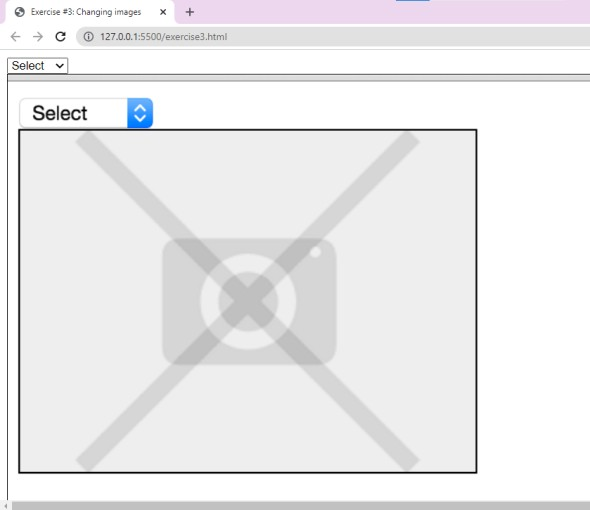 Exercise #3: Changing images
127.0.0.1:5500/exercise3.html
Select
Select